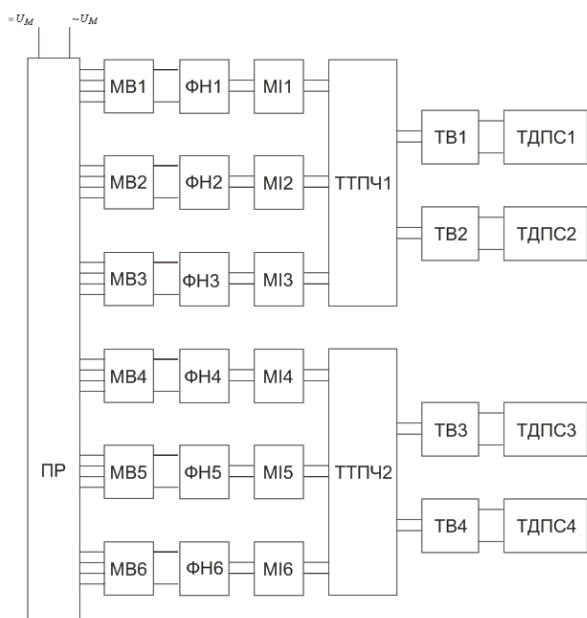 = U_M ~U_M
МВ1 ФН1 МІ1
МВ2 ФН2 МІ2
МВ3 ФН3 МІ3
ТТПЧ1
ТВ1 ТДПС1
ТВ2 ТДПС2
ПР
МВ4 ФН4 МІ4
МВ5 ФН5 МІ5
МВ6 ФН6 МІ6
ТТПЧ2
ТВ3 ТДПС3
ТВ4 ТДПС4